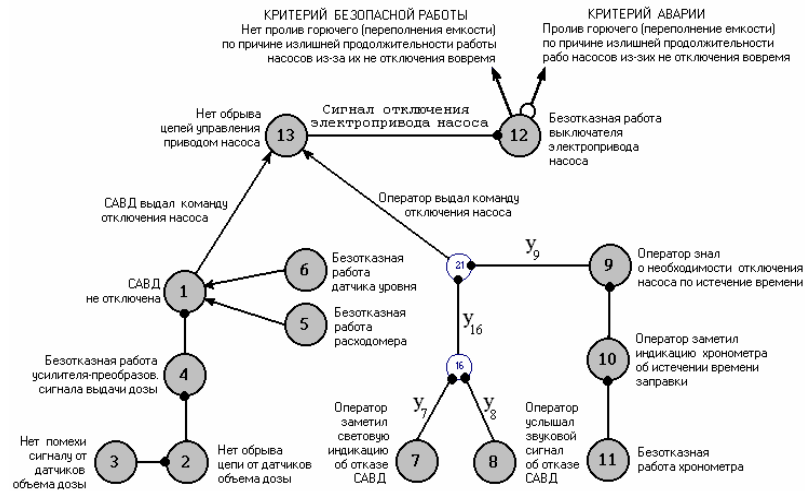 КРИТЕРИЙ БЕЗОПАСНОЙ РАБОТЫ
Нет пролив горючего (переполнения емкости)
по причине излишней продолжительности работы
насосов из-за их не отключения вовремя
КРИТЕРИЙ АВАРИИ
Пролив горючего (переполнение емкости)
по причине излишней продолжительности
рабо насосов из-зих не отключения вовремя
Нет обрыва
цепей управления
приводом насоса
13
Сигнал отключения
электропривода насоса
12
Безотказная работа
выключателя
электропривода
насоса
САВД выдал команду
отключения насоса
Оператор выдал команду
отключения насоса
САВД
не отключена
1
6
Безотказная
работа
датчика уровня
5
Безотказная
работа
расходомера
21
y9
9
Оператор знал
о необходимости отключения
насоса по истечение времени
y16
Безотказная работа
усилителя-преобразов.
сигнала выдачи дозы
4
16
10
Оператор заметил
индикацию хронометра
об истечении времени
заправки
Нет помехи
сигналу от
датчиков
объема дозы
3
2
Нет обрыва
цепи от датчиков
объема дозы
Оператор
заметил
световую
индикацию
об отказе
САВД
y7
7
y8
8
Оператор
услышал
звуковой
сигнал
об отказе
САВД
11
Безотказная
работа хронометра